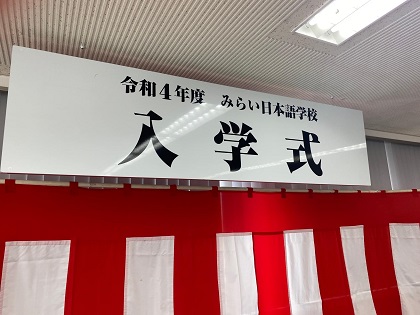 令和4年度　みらい日本語学校
入学式